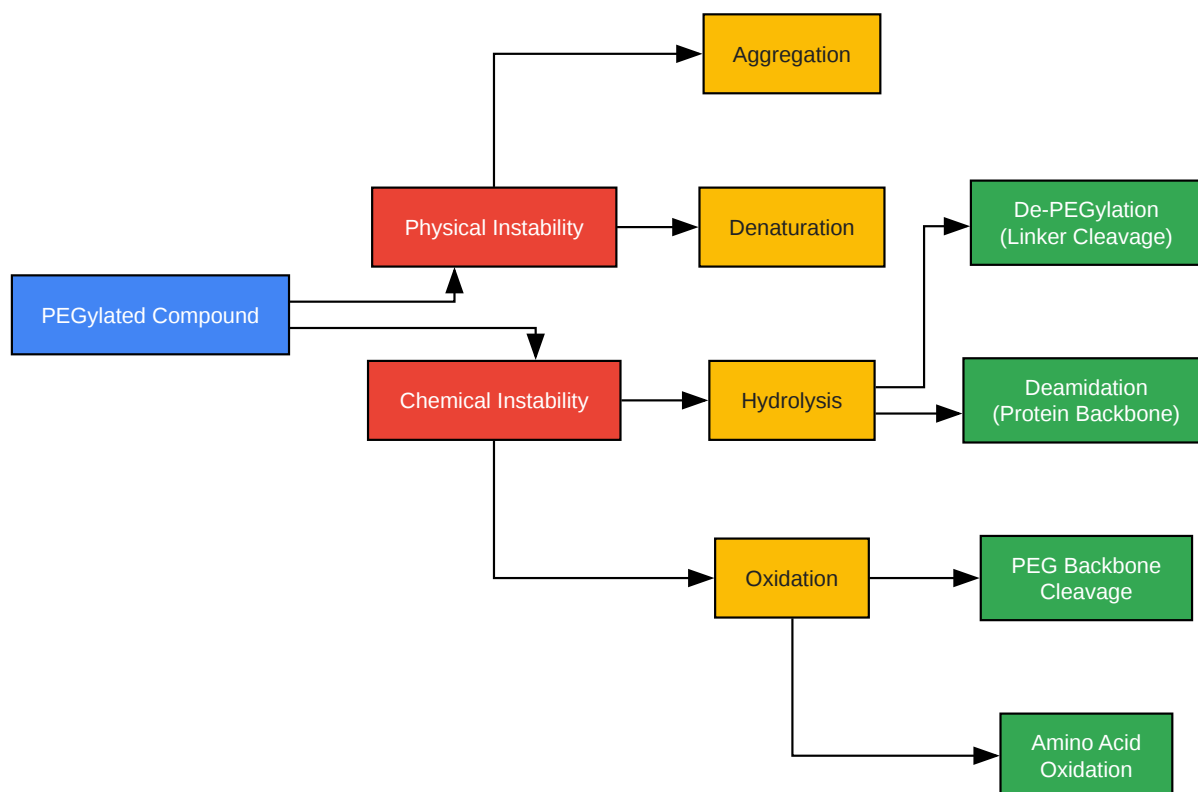 Aggregation
Physical Instability
Denaturation
De-PEGylation
(Linker Cleavage)
PEGylated Compound
Chemical Instability
Hydrolysis
Deamidation
(Protein Backbone)
Oxidation
PEG Backbone
Cleavage
Amino Acid
Oxidation